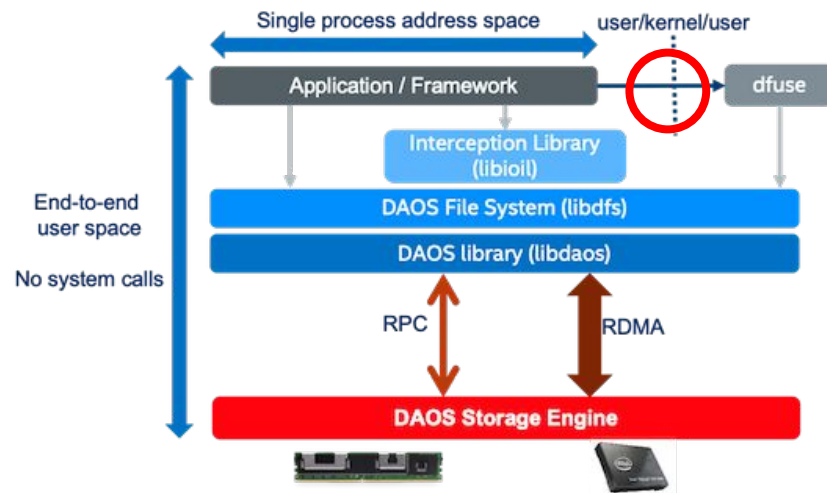 Single process address space
user/kernel/user
Application / Framework
dfuse
Interception Library
(libioil)
End-to-end
user space
No system calls
DAOS File System (libdfs)
DAOS library (libdaos)
RPC
RDMA
DAOS Storage Engine